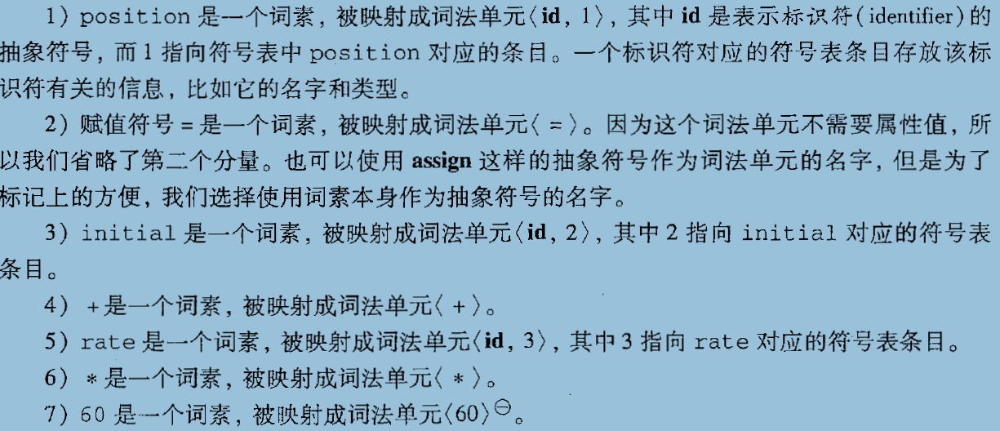 1) position 是一个词素，被映射成词法单元〈id, 1〉，其中 id 是表示标识符(identifier)的
抽象符号，而 1 指向符号表中 position 对应的条目。一个标识符对应的符号表条目存放该标
识符有关的信息，比如它的名字和类型。
2) 赋值符号 = 是一个词素，被映射成词法单元〈 = 〉。因为这个词法单元不需要属性值，所
以我们省略了第二个分量。也可以使用 assign 这样的抽象符号作为词法单元的名字，但是为了
标记上的方便，我们选择使用词素本身作为抽象符号的名字。
3) initial 是一个词素，被映射成词法单元〈id, 2〉，其中 2 指向 initial 对应的符号表
条目。
4) + 是一个词素，被映射成词法单元〈 + 〉。
5) rate 是一个词素，被映射成词法单元〈id, 3〉，其中 3 指向 rate 对应的符号表条目。
6) * 是一个词素，被映射成词法单元〈 * 〉。
7) 60 是一个词素，被映射成词法单元〈60〉㊀。